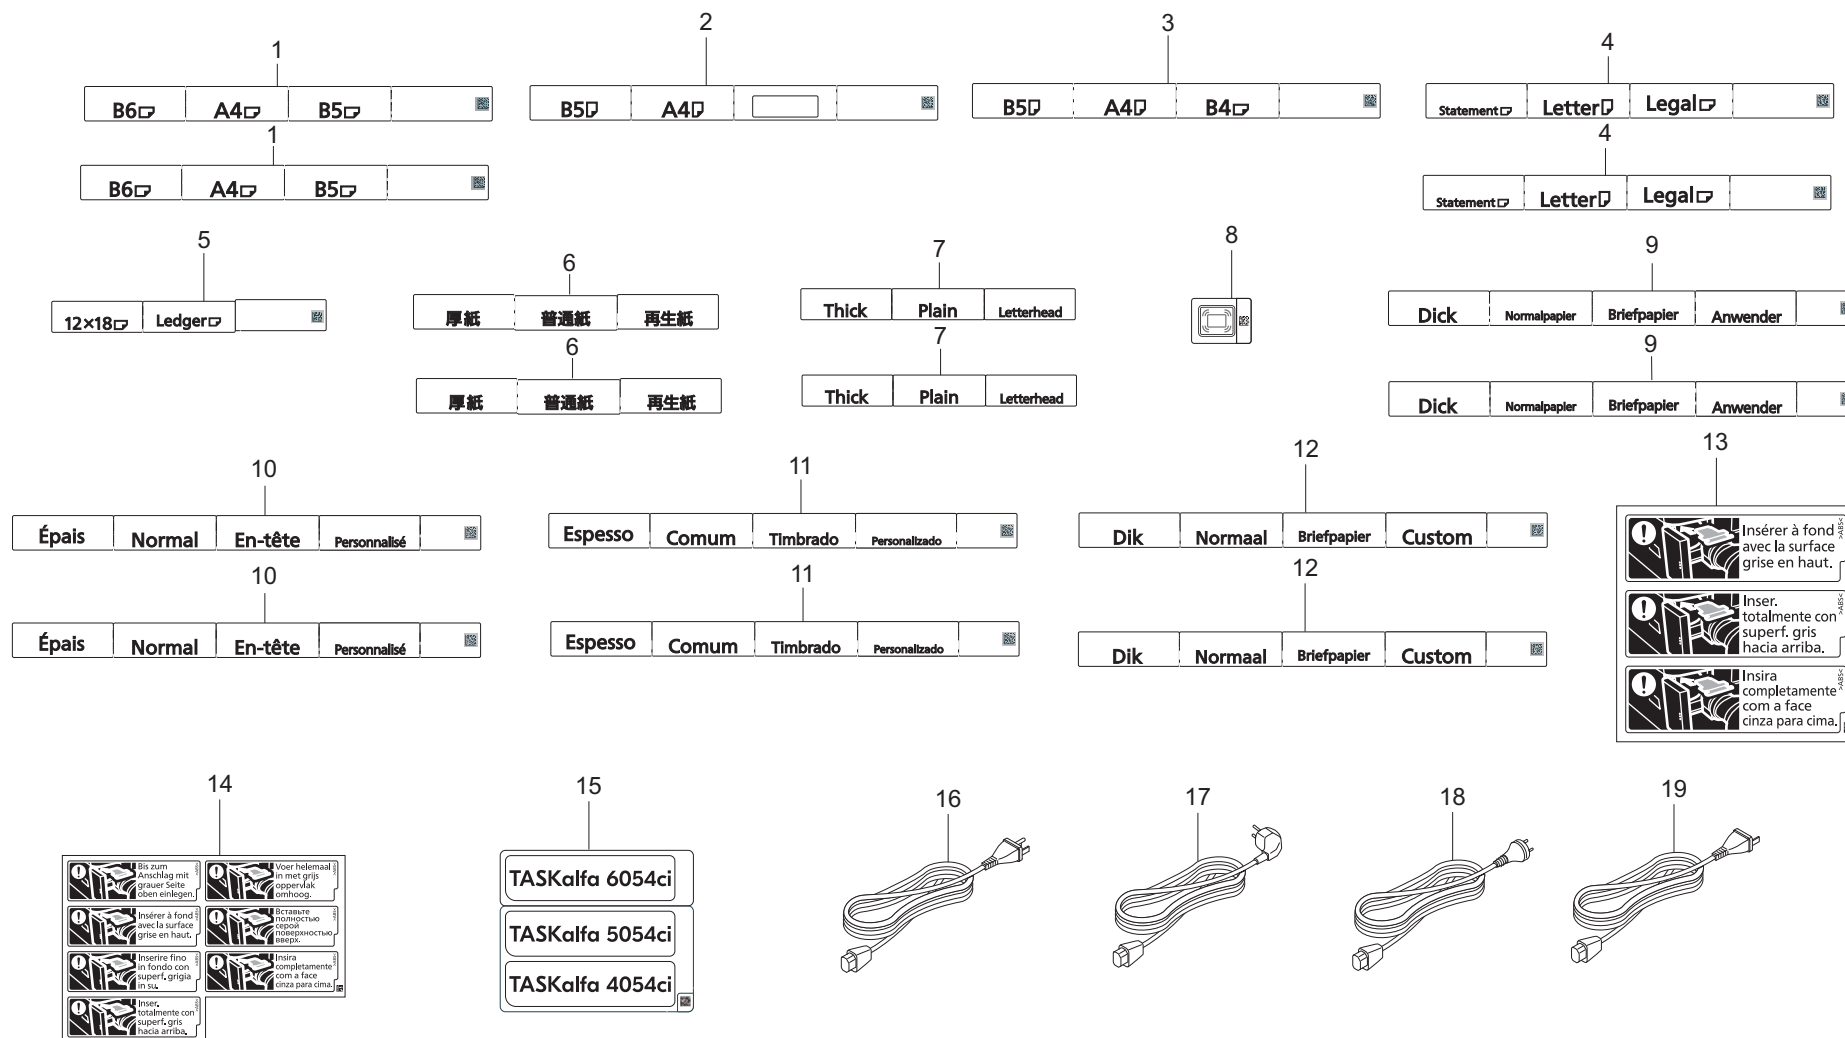 1
B6 A4 B5
1
B6 A4 B5
2
B5 A4
3
B5 A4 B4
4
Statement Letter Legal
4
Statement Letter Legal
5
12×18 Ledger
6
厚紙 普通紙 再生紙
6
厚紙 普通紙 再生紙
7
Thick Plain Letterhead
7
Thick Plain Letterhead
8
9
Dick Normalpapier Briefpapier Anwender
9
Dick Normalpapier Briefpapier Anwender
10
Épais Normal En-tête Personnalisé
10
Épais Normal En-tête Personnalisé
11
Espesso Comum Timbrado Personalizado
11
Espesso Comum Timbrado Personalizado
12
Dik Normaal Briefpapier Custom
12
Dik Normaal Briefpapier Custom
13
Insérer à fond
avec la surface
grise en haut.
>ABS<
Inser.
totalmente con
superf. gris
hacia arriba.
>ABS<
Insira
completamente
com a face
cinza para cima.
>ABS<
14
Bis zum
Anschlag mit
grauer Seite
oben einlegen.
Voer helemaal
in met grijs
oppervlak
omhoog.
Insérer à fond
avec la surface
grise en haut.
Вставьте
полностью
серой
поверхностью
вверх.
Inserire fino
in fondo con
superf. grigia
in su.
Insira
completamente
com a face
cinza para cima.
Inser.
totalmente con
superf. gris
hacia arriba.
15
TASKalfa 6054ci
TASKalfa 5054ci
TASKalfa 4054ci
16
17
18
19